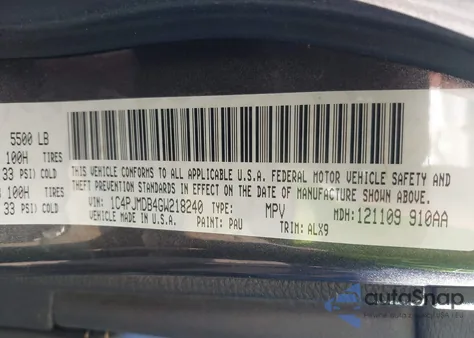 5500 LB
100H TIRES
33 PSI) COLD
100H TIRES
33 PSI) COLD
THIS VEHICLE CONFORMS TO ALL APPLICABLE U.S.A. FEDERAL MOTOR VEHICLE SAFETY AND
THEFT PREVENTION STANDARDS IN EFFECT ON THE DATE OF MANUFACTURE SHOWN ABOVE.
VIN: 1C4PJMDB4GW218240 TYPE: MPV MDH: 121109 910AA
VEHICLE MADE IN U.S.A. PAINT: PAU TRIM: ALX9
autoSnap